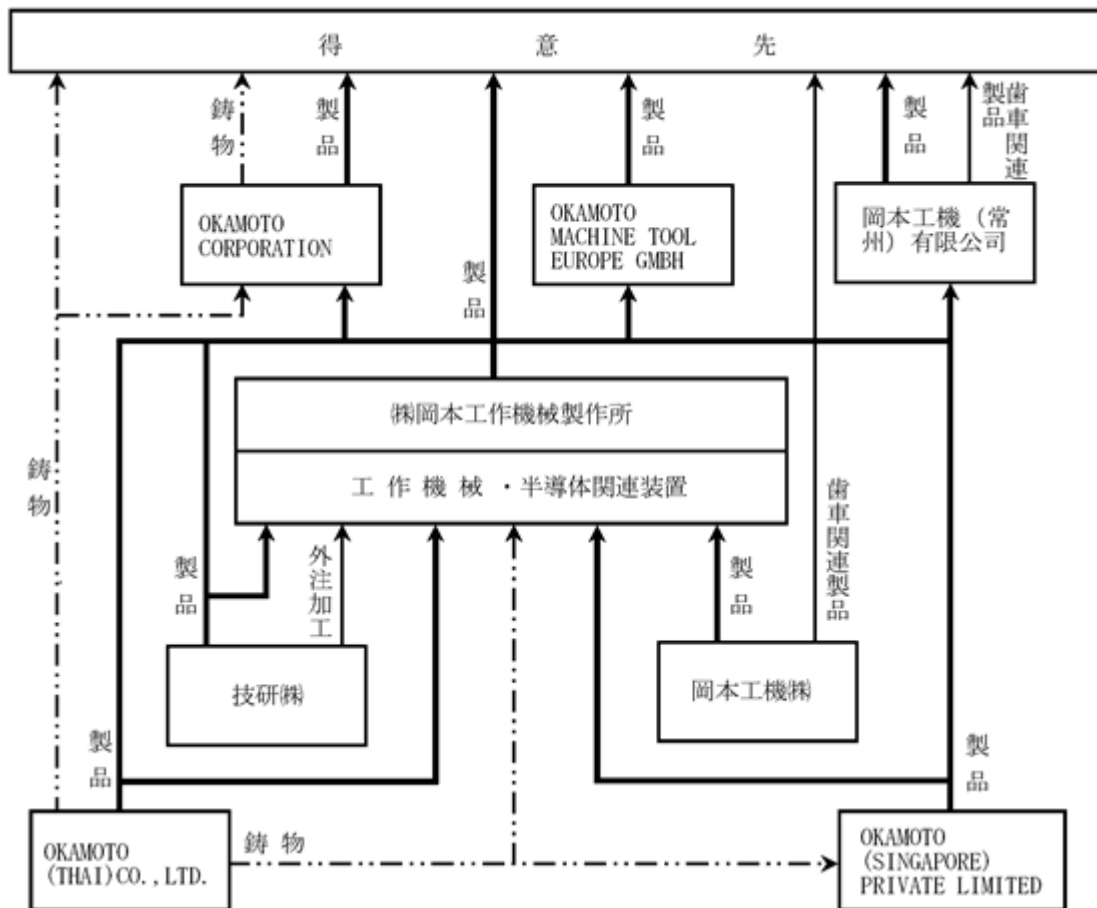 得意先
鋳物
製品
製品
製品
製品
歯車関連
製品
OKAMOTO
CORPORATION
OKAMOTO
MACHINE TOOL
EUROPE GMBH
岡本工機(常
州)有限公司
㈱岡本工作機械製作所
工作機械・半導体関連装置
鋳物
製品
外注加工
製品
歯車関連製品
技研㈱
岡本工機㈱
製品
製品
OKAMOTO
(THAI)CO.,LTD.
鋳物
OKAMOTO
(SINGAPORE)
PRIVATE LIMITED